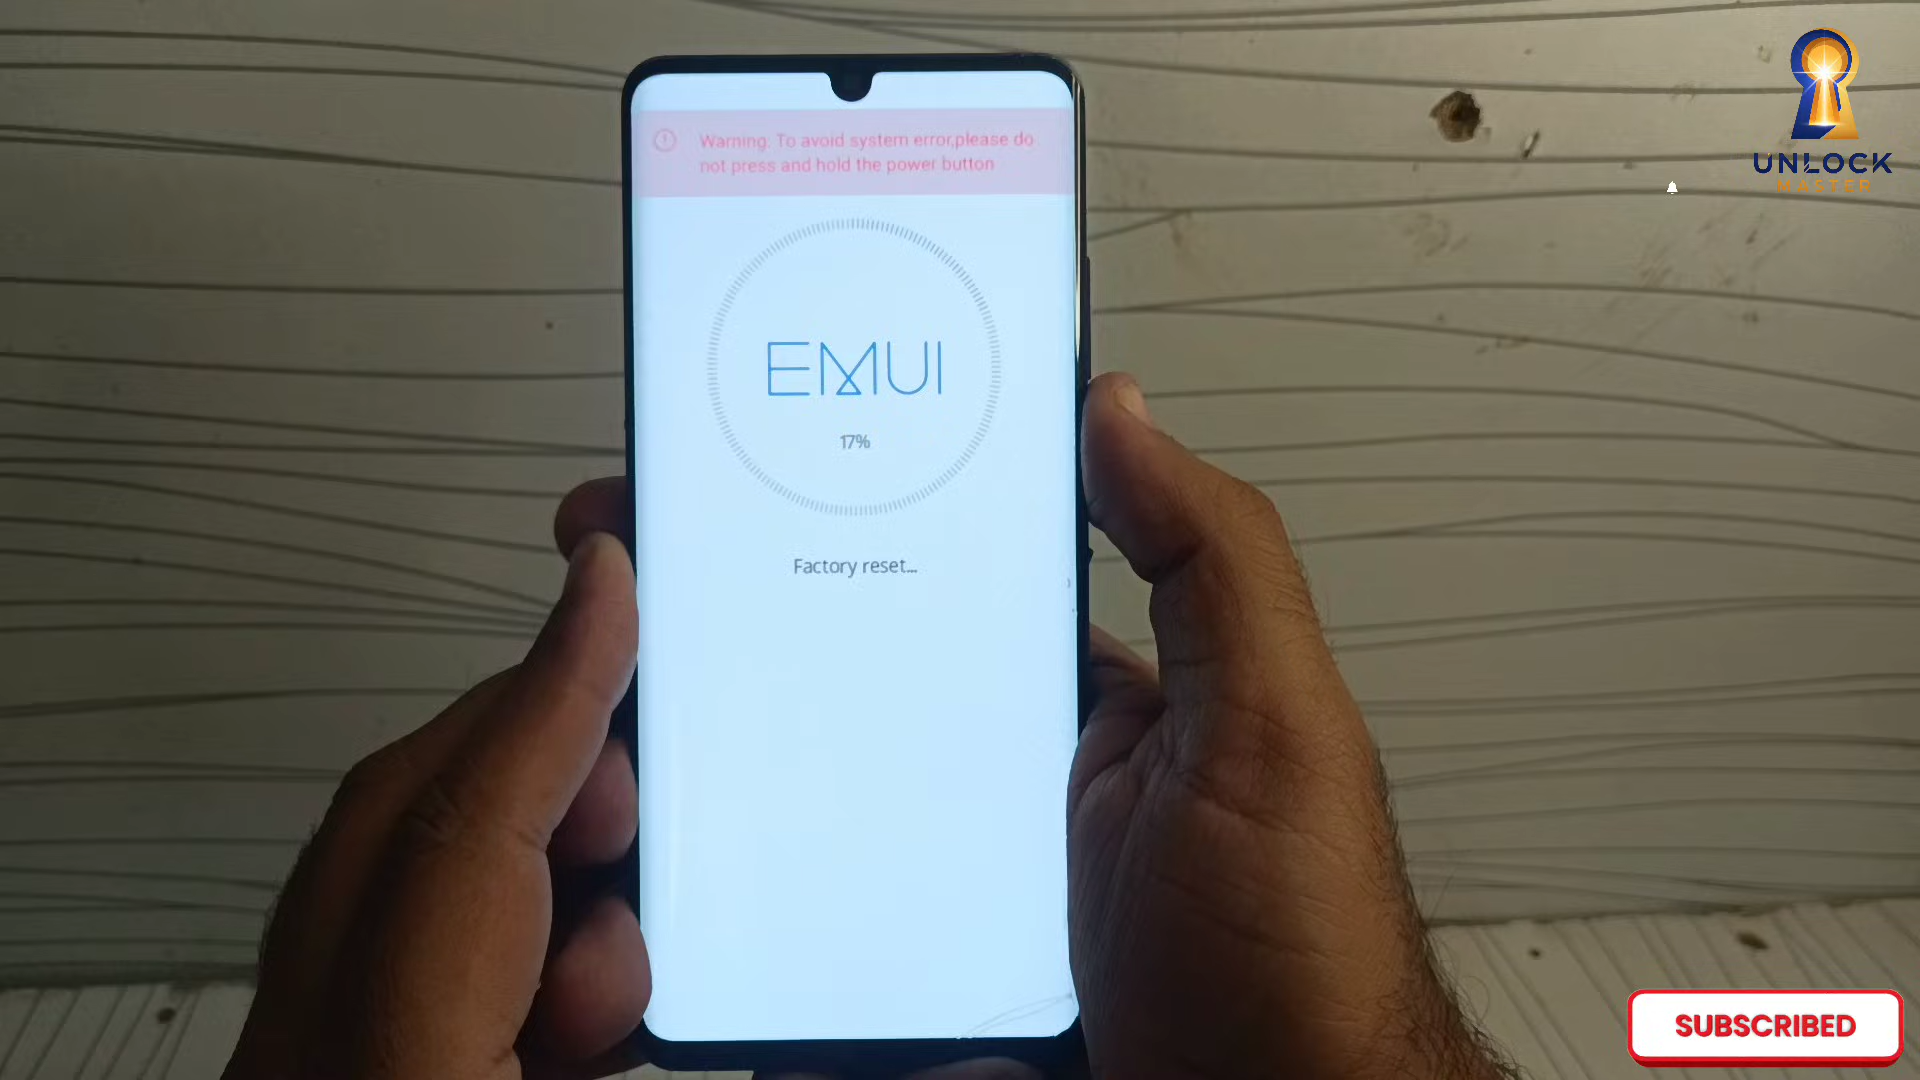 Warning: To avoid system error,please do
not press and hold the power button
EMUI
17%
Factory reset...
UNLOCK
MASTER
SUBSCRIBED